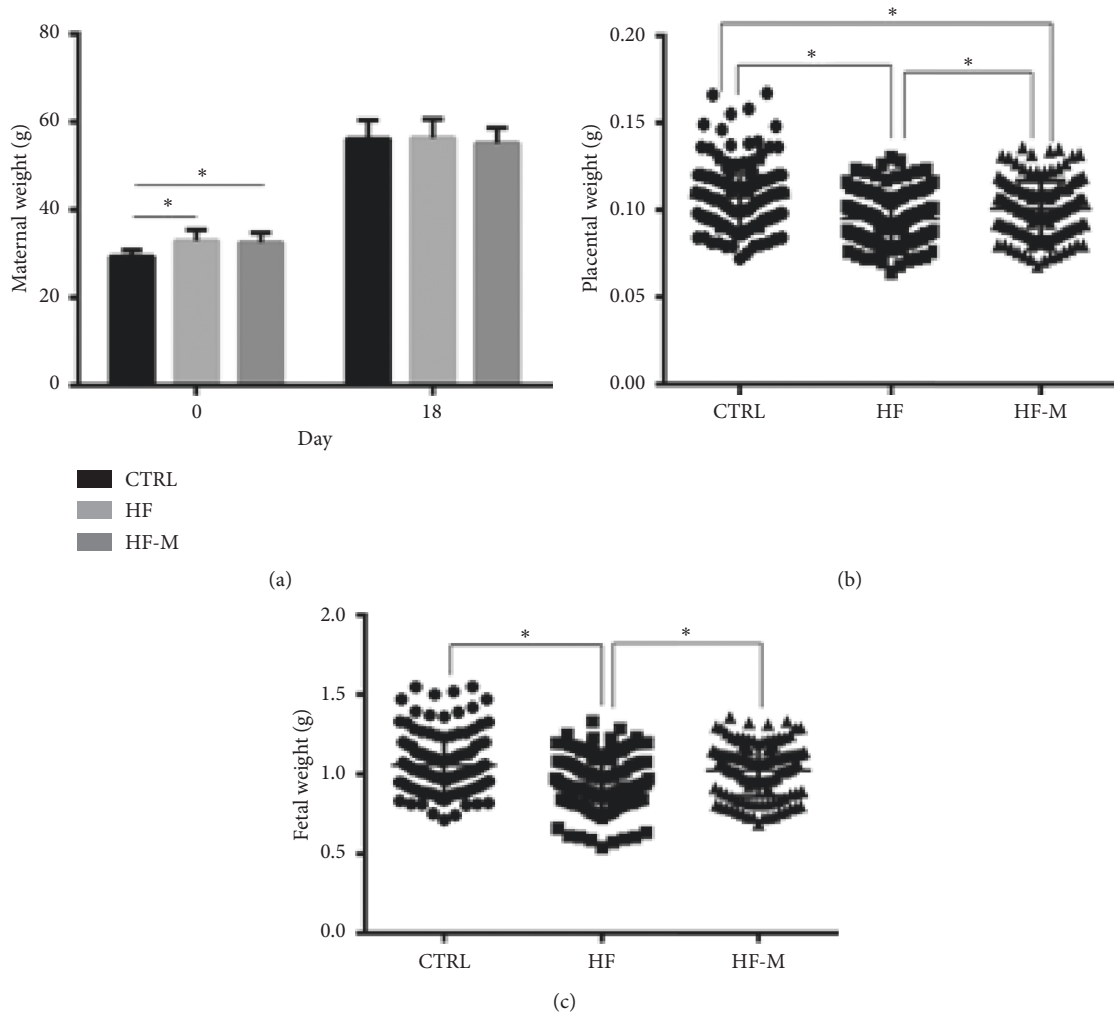 80
60
40
20
0
Maternal weight (g)
*
*
0
18
Day
CTRL
HF
HF-M
(a)
0.20
0.15
0.10
0.05
0.00
Placental weight (g)
*
*
*
CTRL
HF
HF-M
(b)
2.0
1.5
1.0
0.5
0.0
Fetal weight (g)
*
*
CTRL
HF
HF-M
(c)